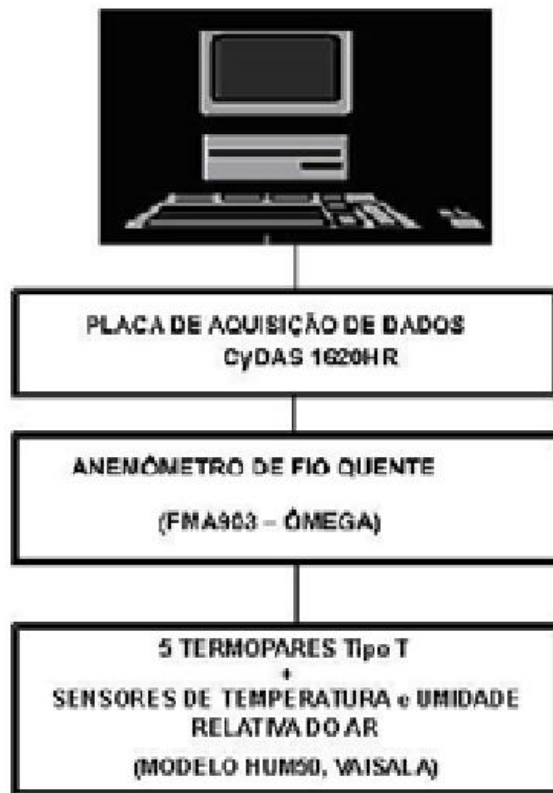 PLACA DE AQUISIÇÃO DE DADOS
CyDAS 1620HR
ANEMÔMETRO DE FIO QUENTE
(FMA903 – ÔMEGA)
5 TERMOPARES Tipo T
+
SENSORES DE TEMPERATURA e UMIDADE
RELATIVA DO AR
(MODELO HUM50, VAISALA)